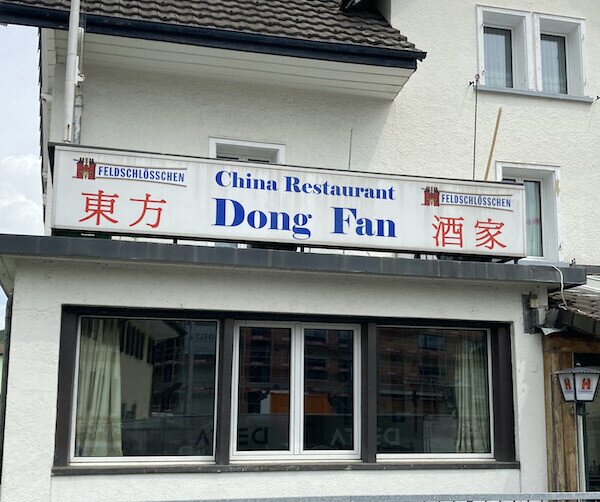 FELDSCHLÖSSCHEN
China Restaurant
FELDSCHLÖSSCHEN
東方 Dong Fan 酒家